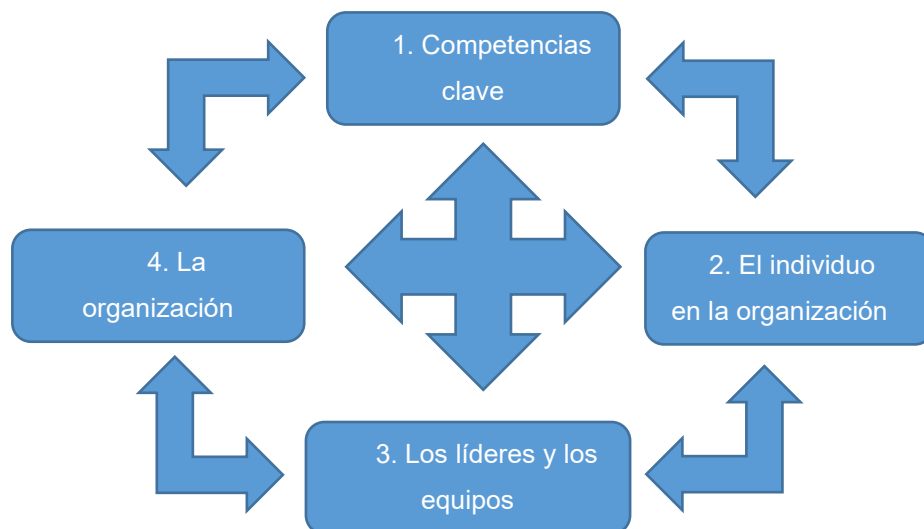 1. Competencias
clave
4. La
organización
2. El individuo
en la organización
3. Los líderes y los
equipos